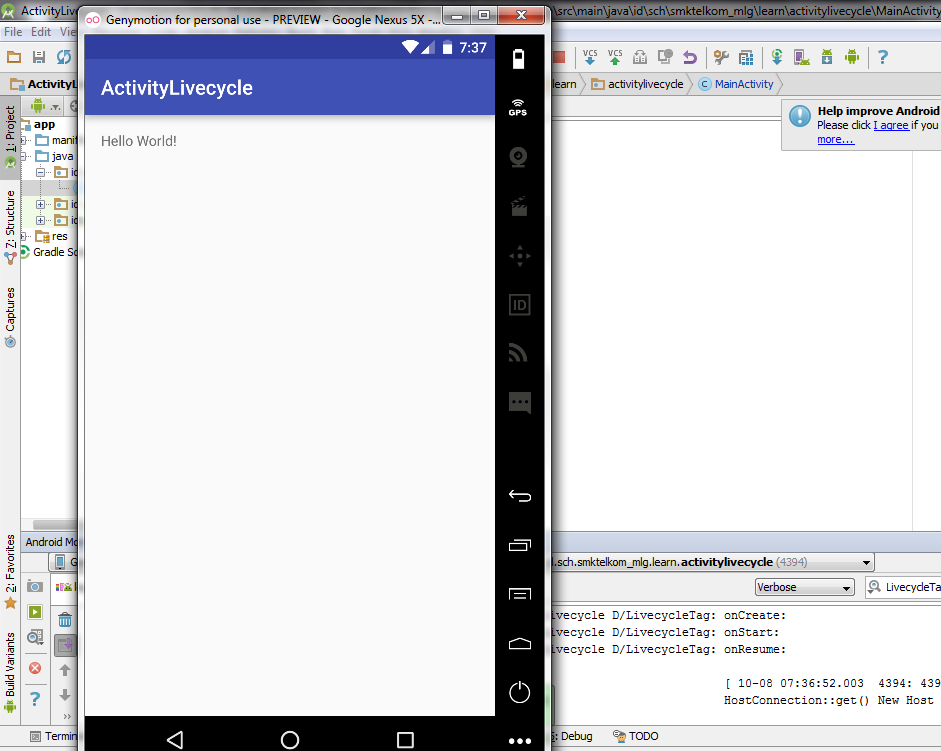 ActivityLiv
Genymotion for personal use - PREVIEW - Google Nexus 5X -...
\src\main\java\id\sch\smktelkom_mlg\learn\activitylivecycle\MainActivity
File Edit Vie
7:37
VCS VCS
ActivityLivecycle
ActivityL
learn
activitylivecycle
MainActivity
GPS
Help improve Android
Please click I agree if you
more...
1: Project
app
manif
java
Hello World!
res
Gradle Sc
Z: Structure
Captures
ID
2: Favorites
Build Variants
Android Mo
G
.sch.smktelkom_mlg.learn.activitylivecycle (4394)
Verbose
LivecycleTa
ivecycle D/LivecycleTag: onCreate:
ivecycle D/LivecycleTag: onStart:
ivecycle D/LivecycleTag: onResume:
[ 10-08 07:36:52.003 4394: 439
HostConnection::get() New Host
Termin
: Debug
TODO